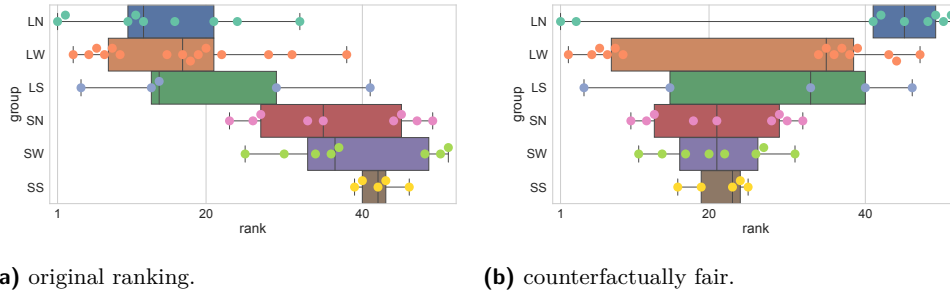 LN
LW
LS
SN
SW
SS
group
1 20 40
rank
LN
LW
LS
SN
SW
SS
group
1 20 40
rank
a) original ranking.
(b) counterfactually fair.